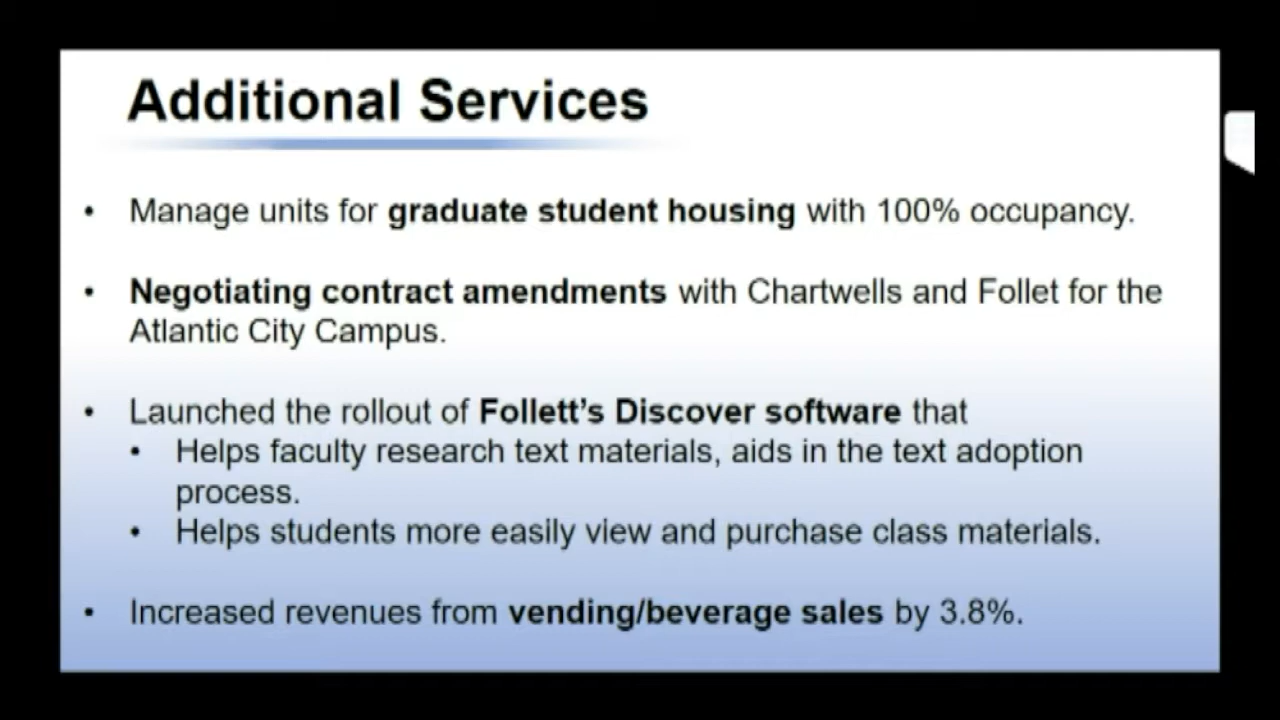 Additional Services
• Manage units for graduate student housing with 100% occupancy.
• Negotiating contract amendments with Chartwells and Follet for the
Atlantic City Campus.
• Launched the rollout of Follett’s Discover software that
• Helps faculty research text materials, aids in the text adoption
process.
• Helps students more easily view and purchase class materials.
• Increased revenues from vending/beverage sales by 3.8%.